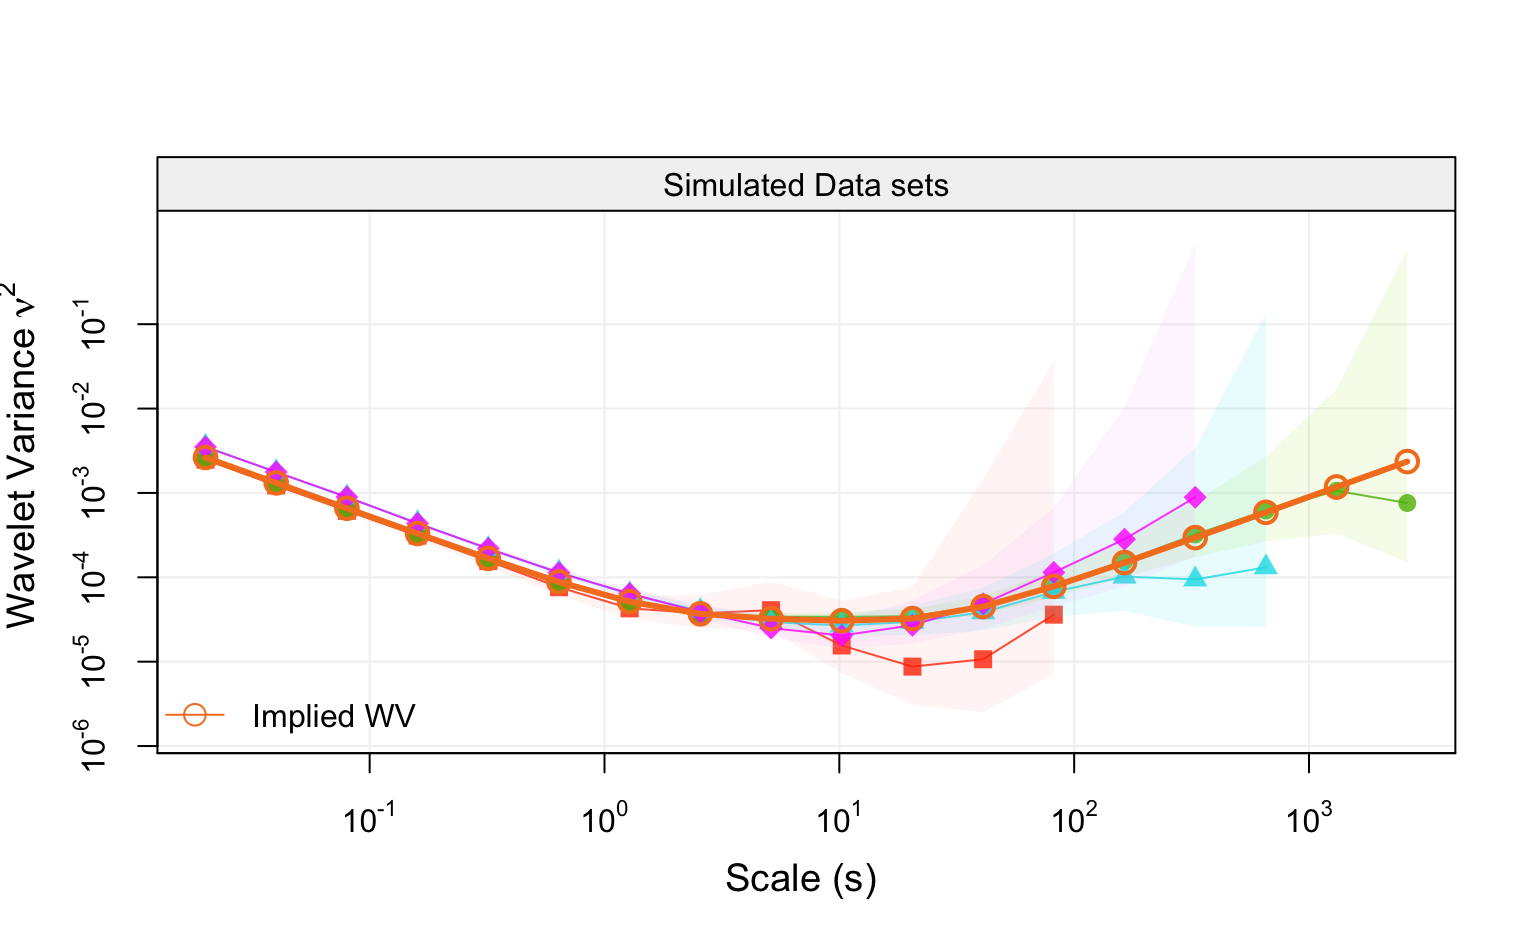 Simulated Data sets
Wavelet Variance ν²
10⁻¹
10⁻²
10⁻³
10⁻⁴
10⁻⁵
10⁻⁶
Implied WV
10⁻¹ 10⁰ 10¹ 10² 10³
Scale (s)